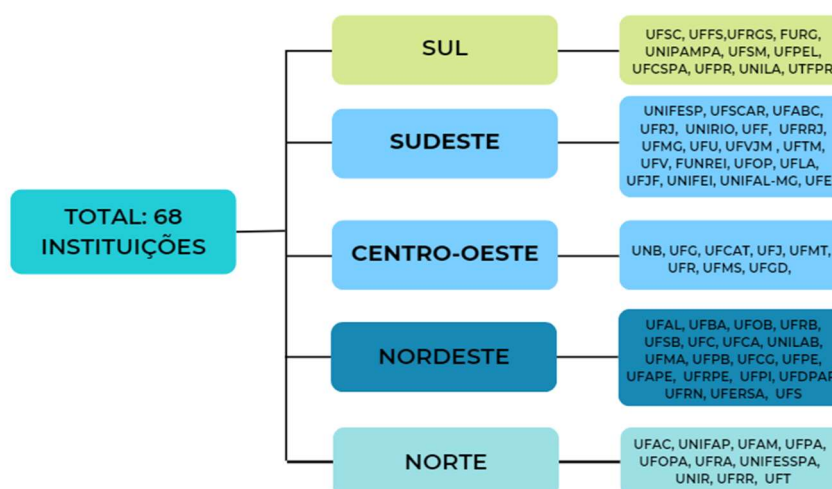 TOTAL: 68
INSTITUIÇÕES
SUL
UFSC, UFFS,UFRGS, FURG,
UNIPAMPA, UFSM, UFPEL,
UFCSPA, UFPR, UNILA, UTFPR
SUDESTE
UNIFESP, UFSCAR, UFABC,
UFRJ, UNIRIO, UFF, UFRRJ,
UFMG, UFU, UFVJM , UFTM,
UFV, FUNREI, UFOP, UFLA,
UFJF, UNIFEI, UNIFAL-MG,
CENTRO-OESTE
UNB, UFG, UFCAT, UFJ, UFMT,
UFR, UFMS, UFGD,
NORDESTE
UFAL, UFBA, UFOB, UFRB,
UFSB, UFC, UFCA, UNILAB,
UFMA, UFPB, UFCG, UFPE,
UFAPE, UFRPE, UFPI, UFDPAR,
UFRN, UFERSA, UFS
NORTE
UFAC, UNIFAP, UFAM, UFPA,
UFOPA, UFRA, UNIFESSPA,
UNIR, UFRR, UFT